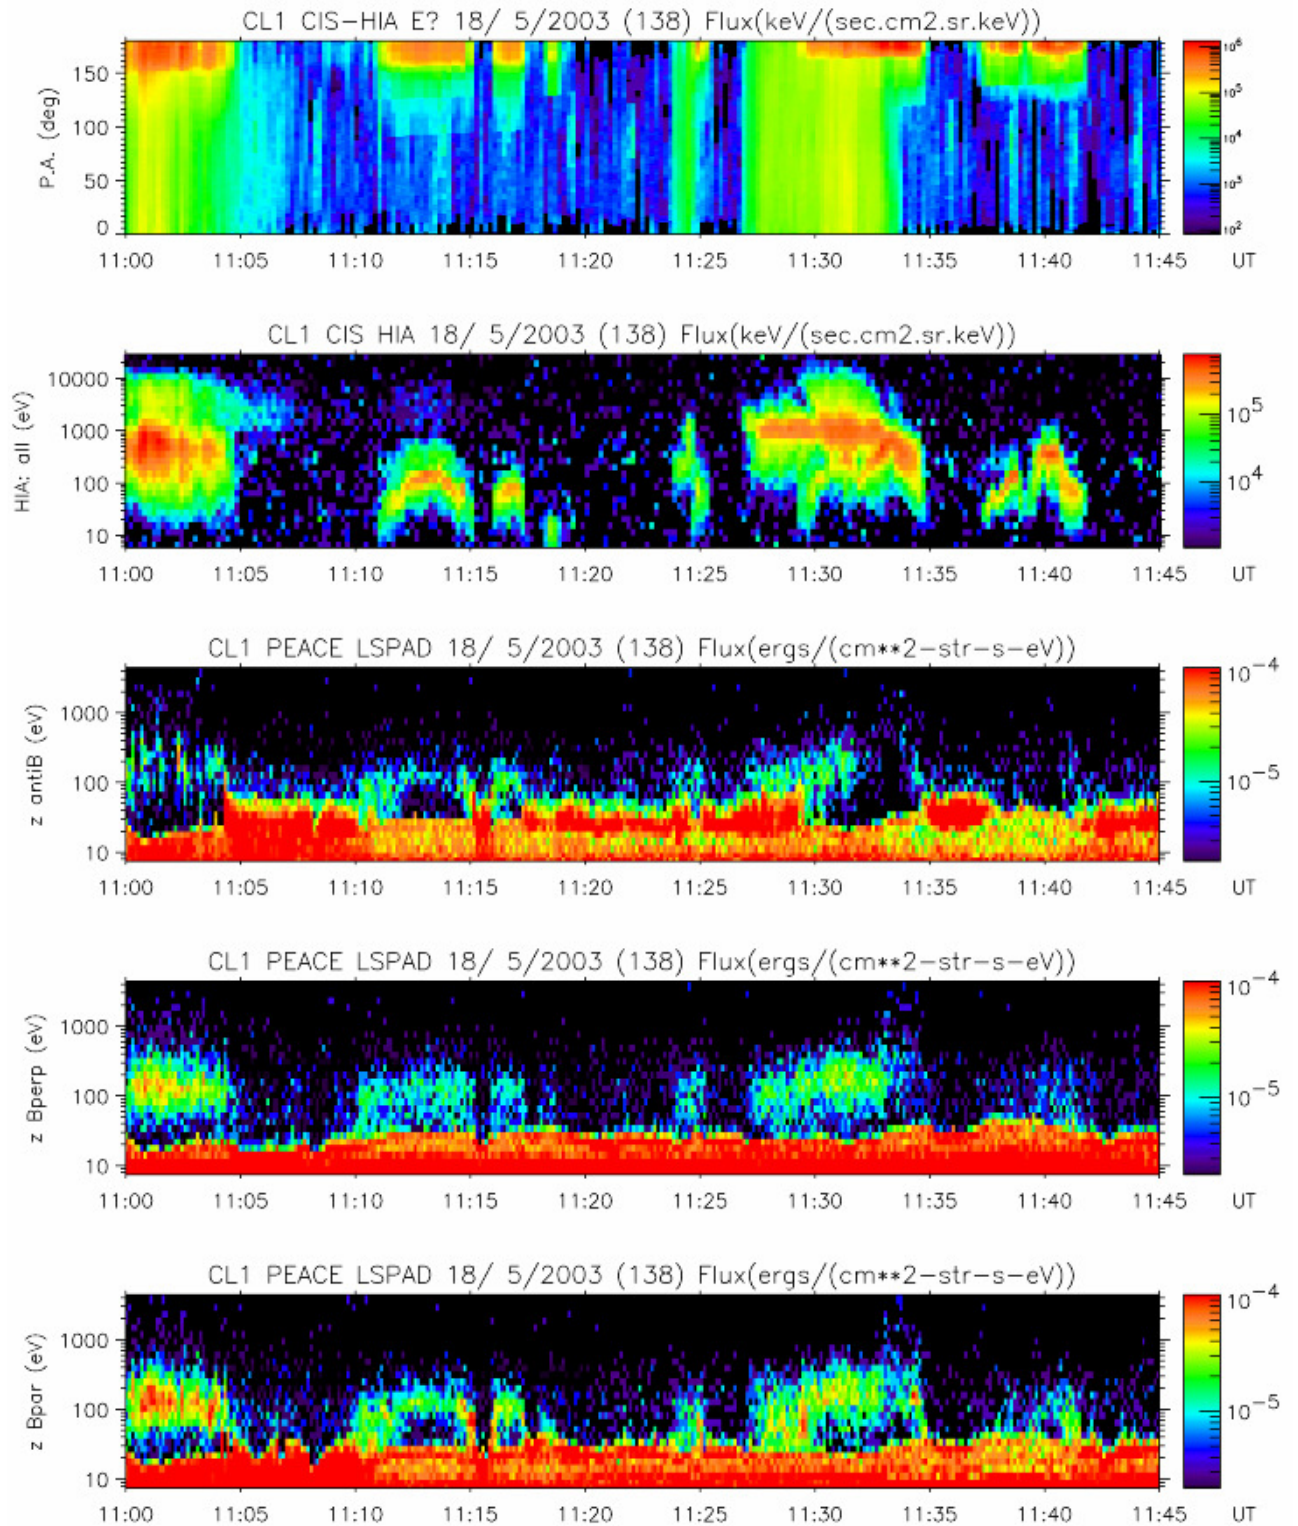 CL1 CIS-HIA E? 18/ 5/2003 (138) Flux(keV/(sec.cm2.sr.keV))
P.A. (deg)
150
100
50
0
10^6
10^5
10^4
10^3
10^2
11:00 11:05 11:10 11:15 11:20 11:25 11:30 11:35 11:40 11:45 UT
CL1 CIS HIA 18/ 5/2003 (138) Flux(keV/(sec.cm2.sr.keV))
HIA: all (eV)
10000
1000
100
10
10^5
10^4
11:00 11:05 11:10 11:15 11:20 11:25 11:30 11:35 11:40 11:45 UT
CL1 PEACE LSPAD 18/ 5/2003 (138) Flux(ergs/(cm**2-str-s-eV))
z antiB (eV)
1000
100
10
10^-4
10^-5
11:00 11:05 11:10 11:15 11:20 11:25 11:30 11:35 11:40 11:45 UT
CL1 PEACE LSPAD 18/ 5/2003 (138) Flux(ergs/(cm**2-str-s-eV))
z Bperp (eV)
1000
100
10
10^-4
10^-5
11:00 11:05 11:10 11:15 11:20 11:25 11:30 11:35 11:40 11:45 UT
CL1 PEACE LSPAD 18/ 5/2003 (138) Flux(ergs/(cm**2-str-s-eV))
z Bpar (eV)
1000
100
10
10^-4
10^-5
11:00 11:05 11:10 11:15 11:20 11:25 11:30 11:35 11:40 11:45 UT